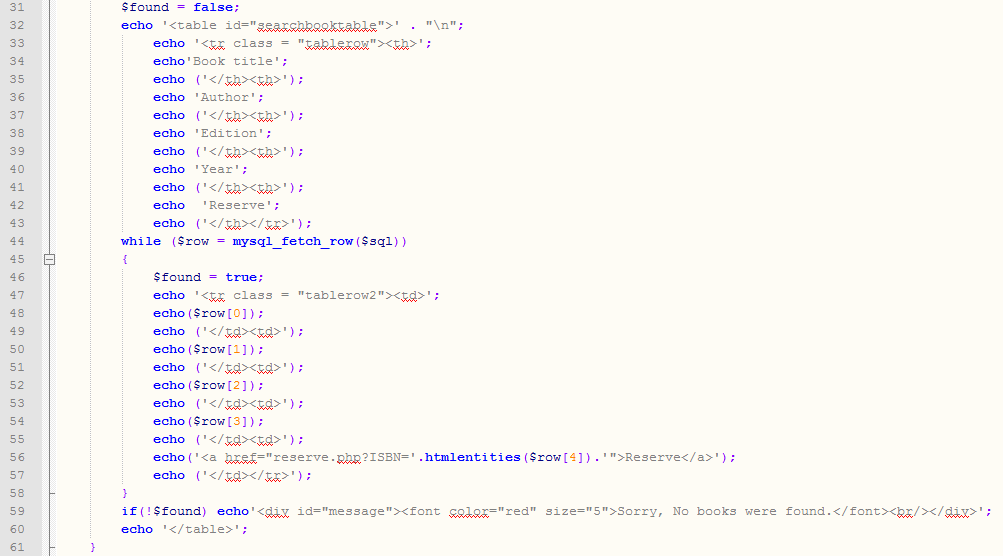 31 $found = false;
32 echo '<table id="searchbooktable">' . "\n";
33 echo '<tr class = "tablerow"><th>';
34 echo'Book title';
35 echo ('</th><th>');
36 echo 'Author';
37 echo ('</th><th>');
38 echo 'Edition';
39 echo ('</th><th>');
40 echo 'Year';
41 echo ('</th><th>');
42 echo  'Reserve';
43 echo ('</th></tr>');
44 while ($row = mysql_fetch_row($sql))
45 {
46 $found = true;
47 echo '<tr class = "tablerow2"><td>';
48 echo($row[0]);
49 echo ('</td><td>');
50 echo($row[1]);
51 echo ('</td><td>');
52 echo($row[2]);
53 echo ('</td><td>');
54 echo($row[3]);
55 echo ('</td><td>');
56 echo('<a href="reserve.php?ISBN='.htmlentities($row[4]).'">Reserve</a>');
57 echo ('</td></tr>');
58 }
59 if(!$found) echo'<div id="message"><font color="red" size="5">Sorry, No books were found.</font><br/></div>';
60 echo '</table>';
61 }